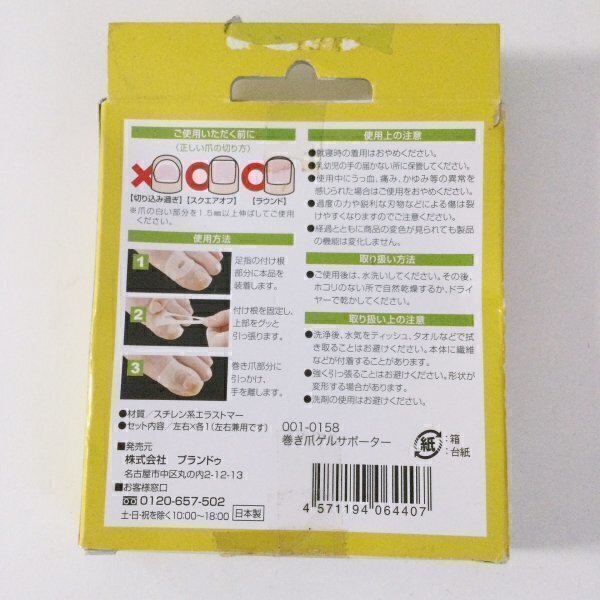 ご使用いただく前に
〈正しい爪の切り方〉
【切り込み過ぎ】【スクエアオフ】【ラウンド】
※爪の白い部分を1.5mm以上伸ばしてご使用
ください。
使用方法
1
足指の付け根
部分に本品を
装着します。
2
付け根を固定し、
上部をグッと
引っ張ります。
3
巻き爪部分に
引っかけ、
手を離します。
●材質／スチレン系エラストマー
●セット内容／左右×各1(左右兼用です)
■発売元
株式会社 プランドゥ
名古屋市中区丸の内2-12-13
■お客様窓口
0120-657-502
土・日・祝を除く10:00～18:00
日本製
使用上の注意
●就寝時の着用はおやめください。
●乳幼児の手の届かない所に保管してください。
●使用中にうっ血、痛み、かゆみ等の異常を
感じられた場合はご使用をおやめください。
●過度の力や鋭利な刃物などによる傷は裂
けやすくなりますのでご注意ください。
●経過とともに商品の変色が見られても製品
の機能は変化しません。
取り扱い方法
●ご使用後は、水洗いしてください。その後、
ホコリのない所で自然乾燥するか、ドライ
ヤーで乾かしてください。
取り扱い上の注意
●洗浄後、水気をティッシュ、タオルなどで拭
き取ることはお避けください。本体に繊維
などが付着することがあります。
●強く引っ張ることはお避けください。形状が
変形する場合があります。
●洗剤の使用はお避けください。
001-0158
巻き爪ゲルサポーター
紙
：箱
：台紙
4 571194 064407